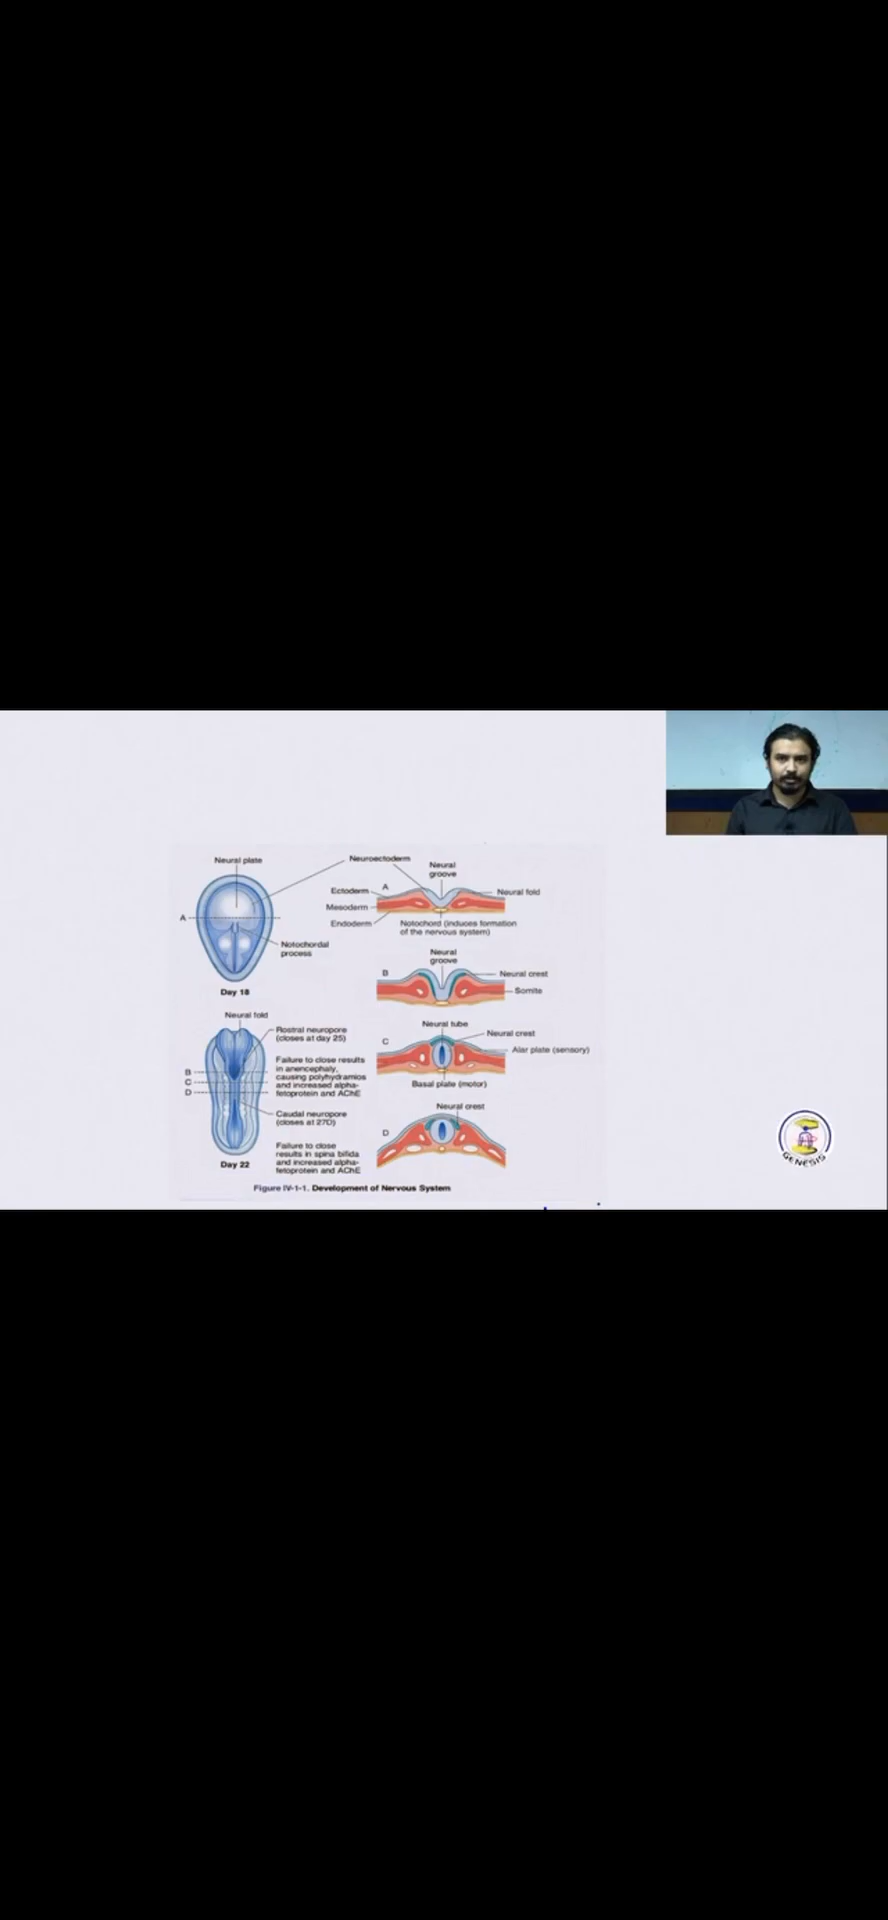 Neural plate
Neuroectoderm
Neural
groove
Ectoderm
A
Neural fold
Mesoderm
A
Endoderm
Notochord (induces formation
of the nervous system)
Notochordal
process
Neural
groove
B
Neural crest
Somite
Day 18
Neural fold
Rostral neuropore
(closes at day 25)
Neural tube
Neural crest
C
Alar plate (sensory)
Failure to close results
in anencephaly,
causing polyhydramios
and increased alpha-
fetoprotein and AChE
B
C
D
Basal plate (motor)
Neural crest
Caudal neuropore
(closes at 27D)
D
Failure to close
results in spina bifida
and increased alpha-
fetoprotein and AChE
Day 22
Figure IV-1-1. Development of Nervous System
GENESIS